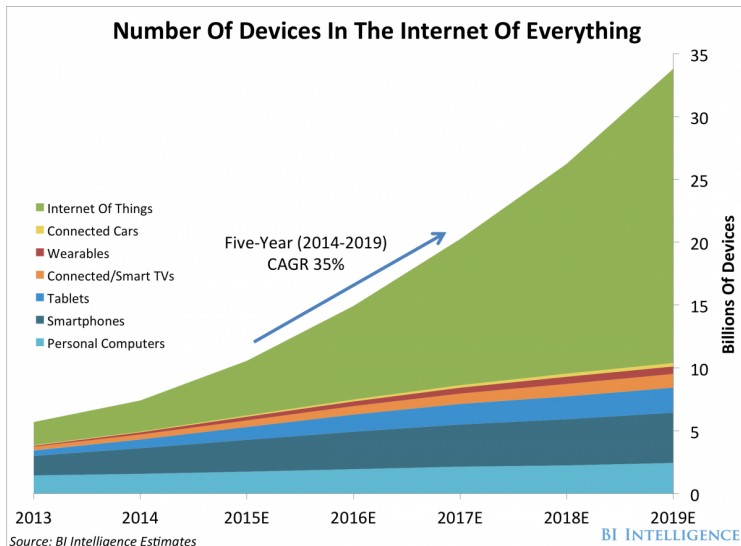 Number Of Devices In The Internet Of Everything
35
30
25
20
15
10
5
0
Billions Of Devices
Internet Of Things
Connected Cars
Wearables
Connected/Smart TVs
Tablets
Smartphones
Personal Computers
Five-Year (2014-2019)
CAGR 35%
2013 2014 2015E 2016E 2017E 2018E 2019E
Source: BI Intelligence Estimates
BI INTELLIGENCE